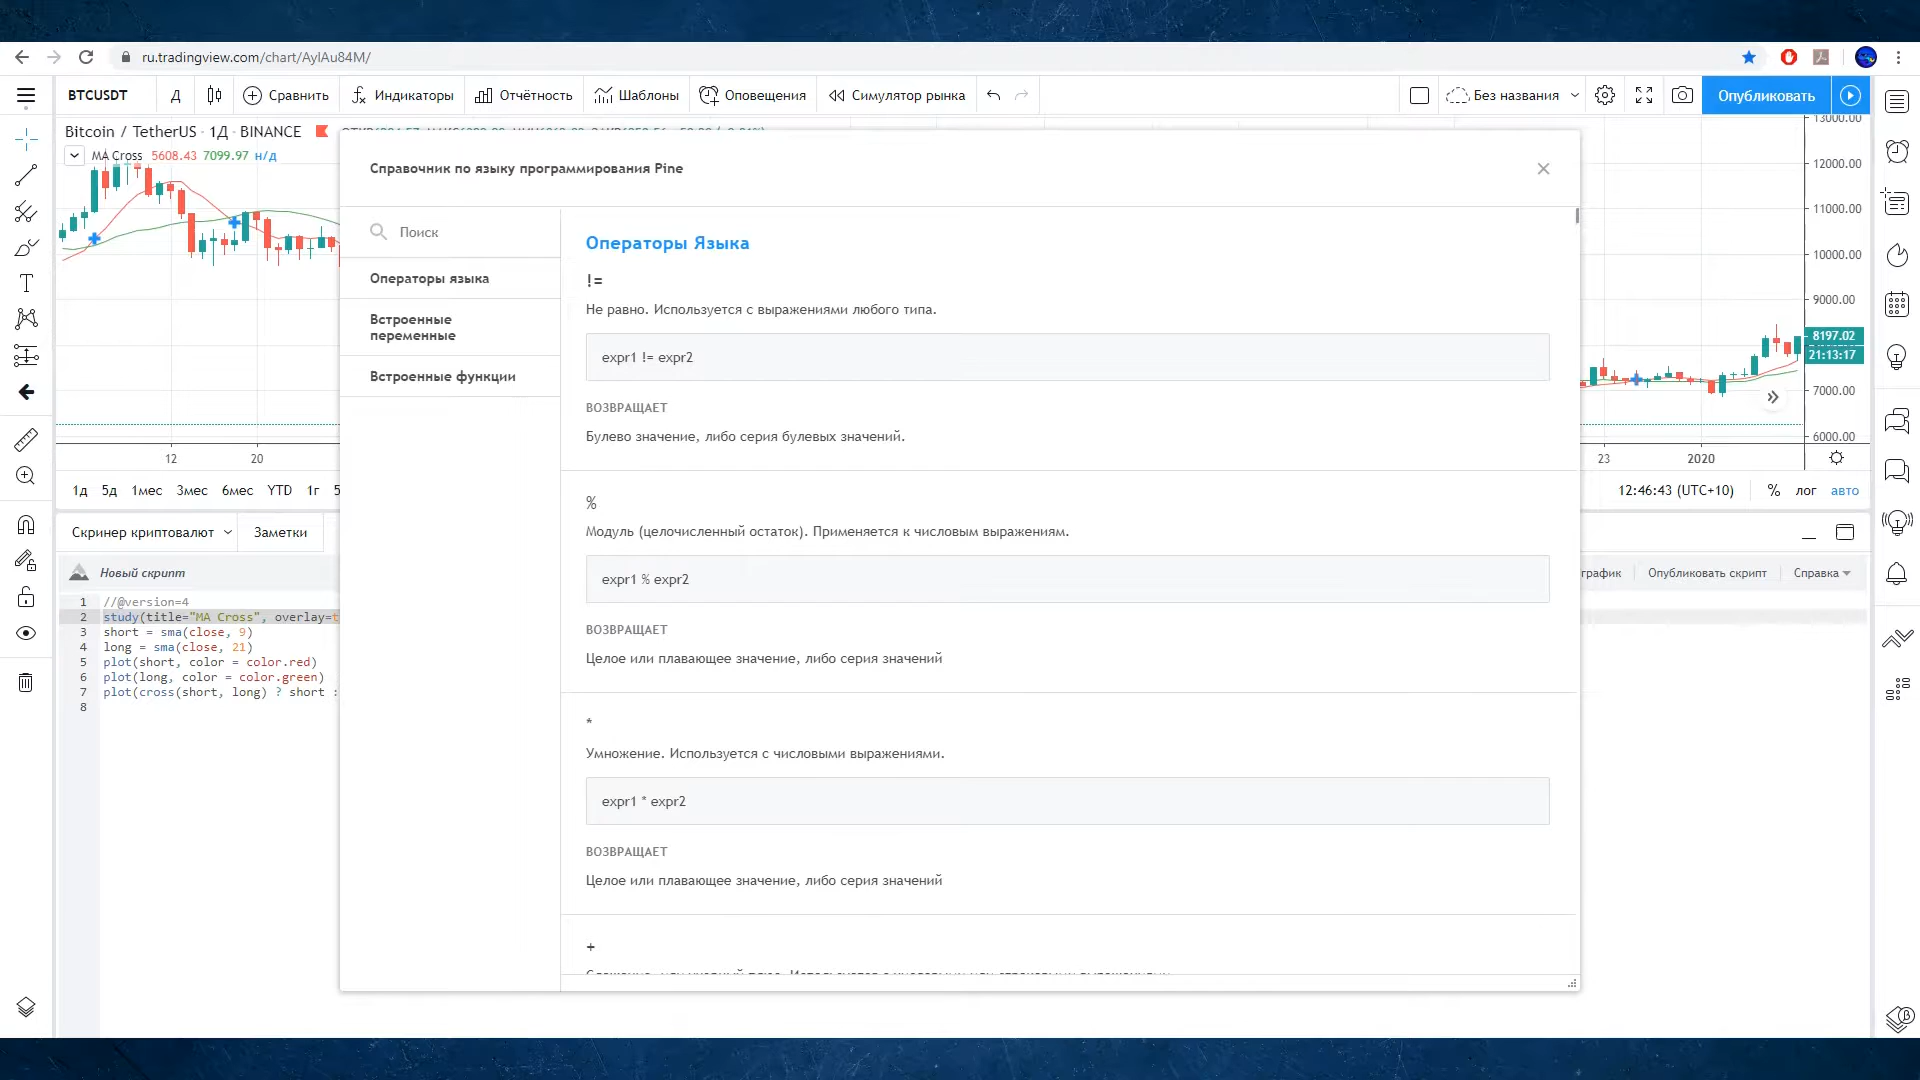 ru.tradingview.com/chart/AylAu84M/
BTCUSDT Д Сравнить Индикаторы Отчётность Шаблоны Оповещения Симулятор рынка Без названия Опубликовать
Bitcoin / TetherUS · 1Д · BINANCE
MA Cross 5608.43 7099.97 н/д
13000.00
12000.00
11000.00
10000.00
9000.00
8197.02
21:13:17
7000.00
6000.00
12 20 23 2020
1д 5д 1мес 3мес 6мес YTD 1г 5
12:46:43 (UTC+10) % лог авто
Скринер криптовалют Заметки
Новый скрипт
график Опубликовать скрипт Справка
1 //@version=4
2 study(title="MA Cross", overlay=t
3 short = sma(close, 9)
4 long = sma(close, 21)
5 plot(short, color = color.red)
6 plot(long, color = color.green)
7 plot(cross(short, long) ? short :
8
Справочник по языку программирования Pine
Поиск
Операторы языка
Встроенные
переменные
Встроенные функции
Операторы Языка
!=
Не равно. Используется с выражениями любого типа.
expr1 != expr2
ВОЗВРАЩАЕТ
Булево значение, либо серия булевых значений.
%
Модуль (целочисленный остаток). Применяется к числовым выражениям.
expr1 % expr2
ВОЗВРАЩАЕТ
Целое или плавающее значение, либо серия значений
*
Умножение. Используется с числовыми выражениями.
expr1 * expr2
ВОЗВРАЩАЕТ
Целое или плавающее значение, либо серия значений
+